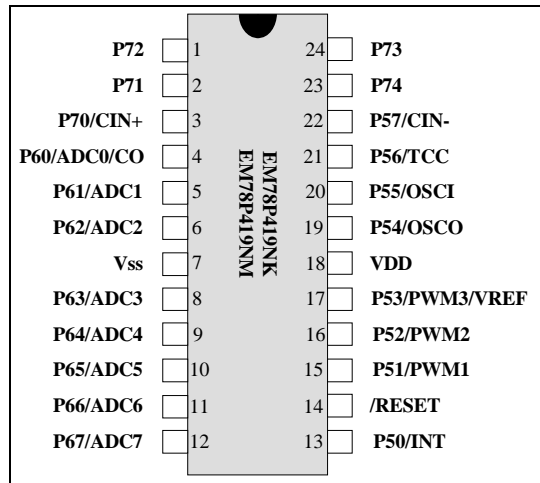 P72 1 24 P73
P71 2 23 P74
P70/CIN+ 3 22 P57/CIN-
P60/ADC0/CO 4 21 P56/TCC
P61/ADC1 5 20 P55/OSCI
P62/ADC2 6 19 P54/OSCO
Vss 7 18 VDD
P63/ADC3 8 17 P53/PWM3/VREF
P64/ADC4 9 16 P52/PWM2
P65/ADC5 10 15 P51/PWM1
P66/ADC6 11 14 /RESET
P67/ADC7 12 13 P50/INT
EM78P419NK
EM78P419NM